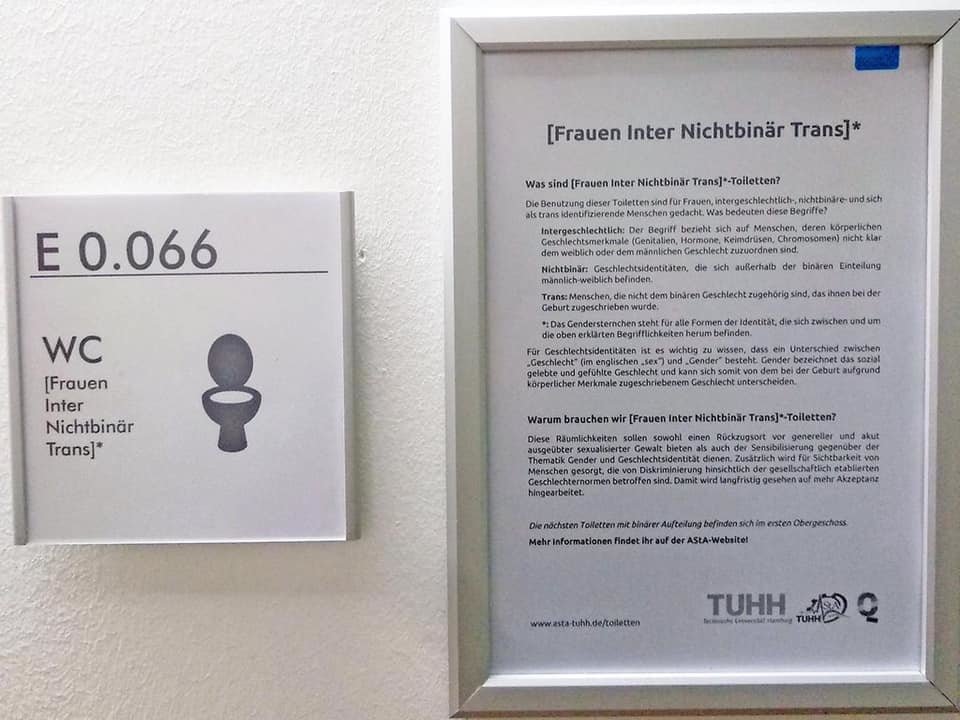 E 0.066
WC
[Frauen
Inter
Nichtbinär
Trans]*
[Frauen Inter Nichtbinär Trans]*
Was sind [Frauen Inter Nichtbinär Trans]*-Toiletten?
Die Benutzung dieser Toiletten sind für Frauen, intergeschlechtlich-, nichtbinäre- und sich
als trans identifizierende Menschen gedacht. Was bedeuten diese Begriffe?
Intergeschlechtlich: Der Begriff bezieht sich auf Menschen, deren körperlichen
Geschlechtsmerkmale (Genitalien, Hormone, Keimdrüsen, Chromosomen) nicht klar
dem weiblich oder dem männlichen Geschlecht zuzuordnen sind.
Nichtbinär: Geschlechtsidentitäten, die sich außerhalb der binären Einteilung
männlich-weiblich befinden.
Trans: Menschen, die nicht dem binären Geschlecht zugehörig sind, das ihnen bei der
Geburt zugeschrieben wurde.
*: Das Gendersternchen steht für alle Formen der Identität, die sich zwischen und um
die oben erklärten Begrifflichkeiten herum befinden.
Für Geschlechtsidentitäten ist es wichtig zu wissen, dass ein Unterschied zwischen
„Geschlecht" (im englischen „sex") und „Gender" besteht. Gender bezeichnet das sozial
gelebte und gefühlte Geschlecht und kann sich somit von dem bei der Geburt aufgrund
körperlicher Merkmale zugeschriebenem Geschlecht unterscheiden.
Warum brauchen wir [Frauen Inter Nichtbinär Trans]*-Toiletten?
Diese Räumlichkeiten sollen sowohl einen Rückzugsort vor genereller und akut
ausgeübter sexualisierter Gewalt bieten als auch der Sensibilisierung gegenüber der
Thematik Gender und Geschlechtsidentität dienen. Zusätzlich wird für Sichtbarkeit von
Menschen gesorgt, die von Diskriminierung hinsichtlich der gesellschaftlich etablierten
Geschlechternormen betroffen sind. Damit wird langfristig gesehen auf mehr Akzeptanz
hingearbeitet.
Die nächsten Toiletten mit binärer Aufteilung befinden sich im ersten Obergeschoss.
Mehr Informationen findet ihr auf der AStA-Website!
www.asta-tuhh.de/toiletten
TUHH
Technische Universität Hamburg
AStA
TUHH
Q